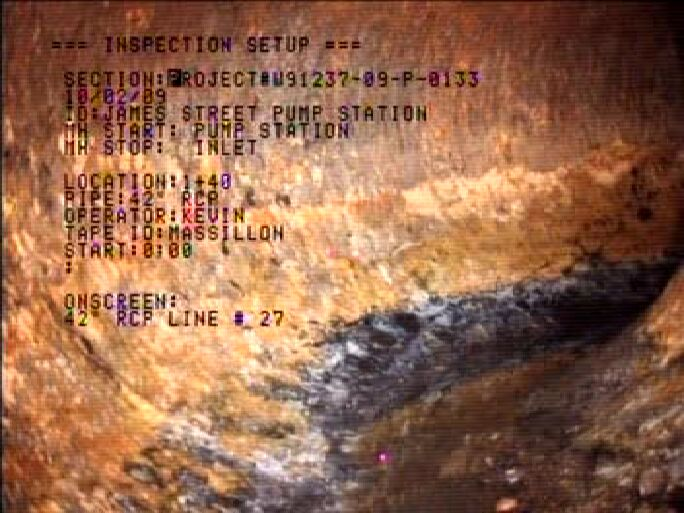 === INSPECTION SETUP ===
SECTION:PROJECT#W91237-09-P-0133
10/02/09
ID:JAMES STREET PUMP STATION
MH START: PUMP STATION
MH STOP: INLET
LOCATION:1+40
PIPE:42" RCP
OPERATOR:KEVIN
TAPE ID:MASSILLON
START:0:00
:
ONSCREEN:
42" RCP LINE # 27